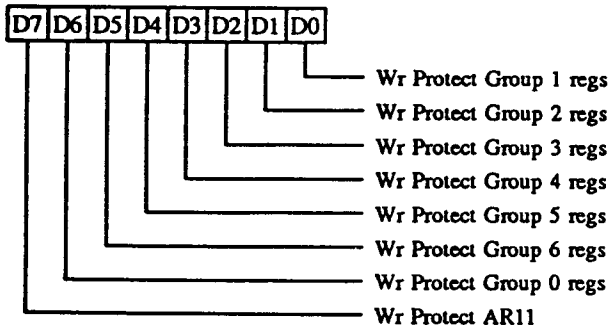 D7 D6 D5 D4 D3 D2 D1 D0
Wr Protect Group 1 regs
Wr Protect Group 2 regs
Wr Protect Group 3 regs
Wr Protect Group 4 regs
Wr Protect Group 5 regs
Wr Protect Group 6 regs
Wr Protect Group 0 regs
Wr Protect AR11